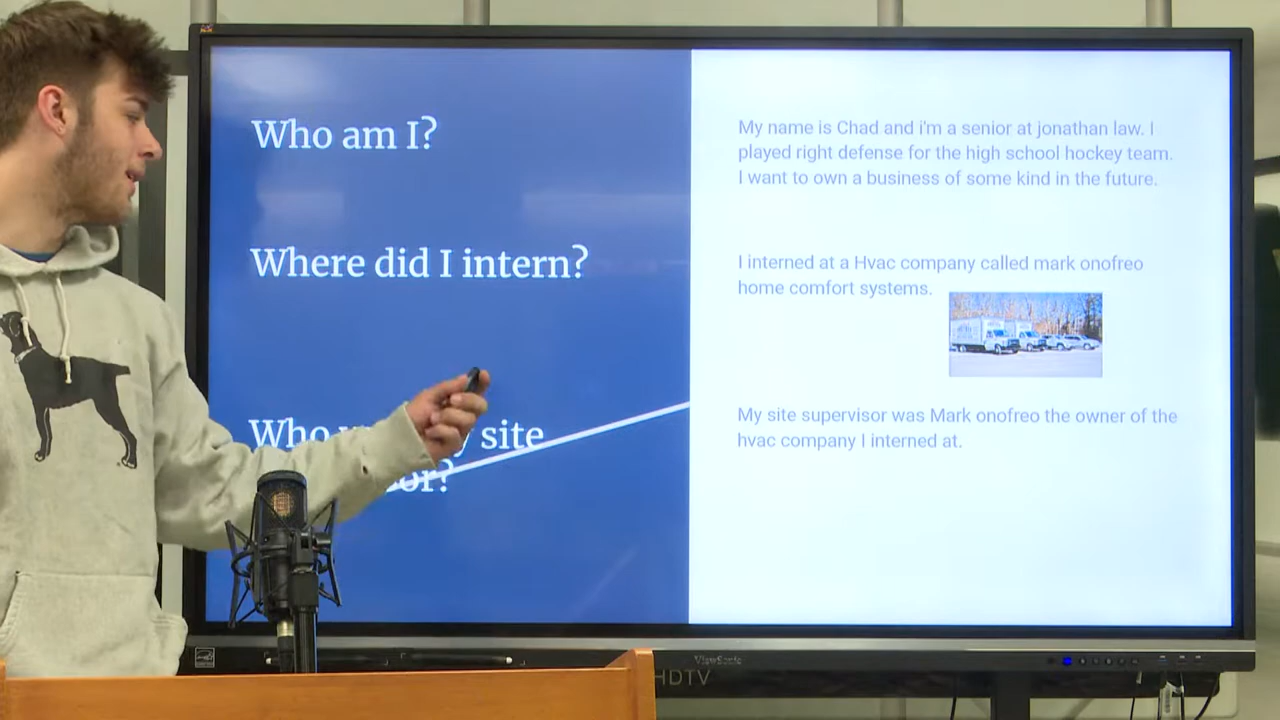 Who am I?
My name is Chad and i'm a senior at jonathan law. I
played right defense for the high school hockey team.
I want to own a business of some kind in the future.
Where did I intern?
I interned at a Hvac company called mark onofreo
home comfort systems.
Who my site
or?
My site supervisor was Mark onofreo the owner of the
hvac company I interned at.
ViewSonic
HDTV